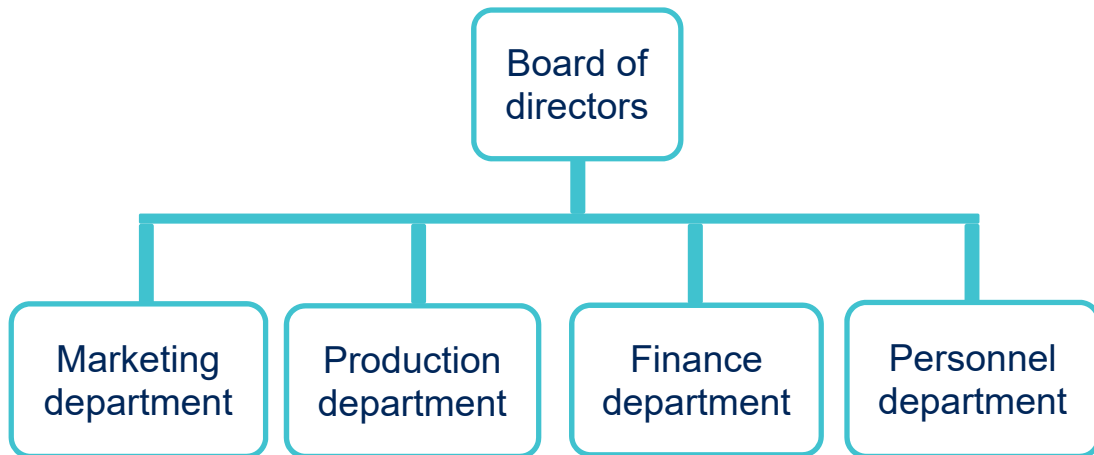 Board of
directors
Marketing
department
Production
department
Finance
department
Personnel
department